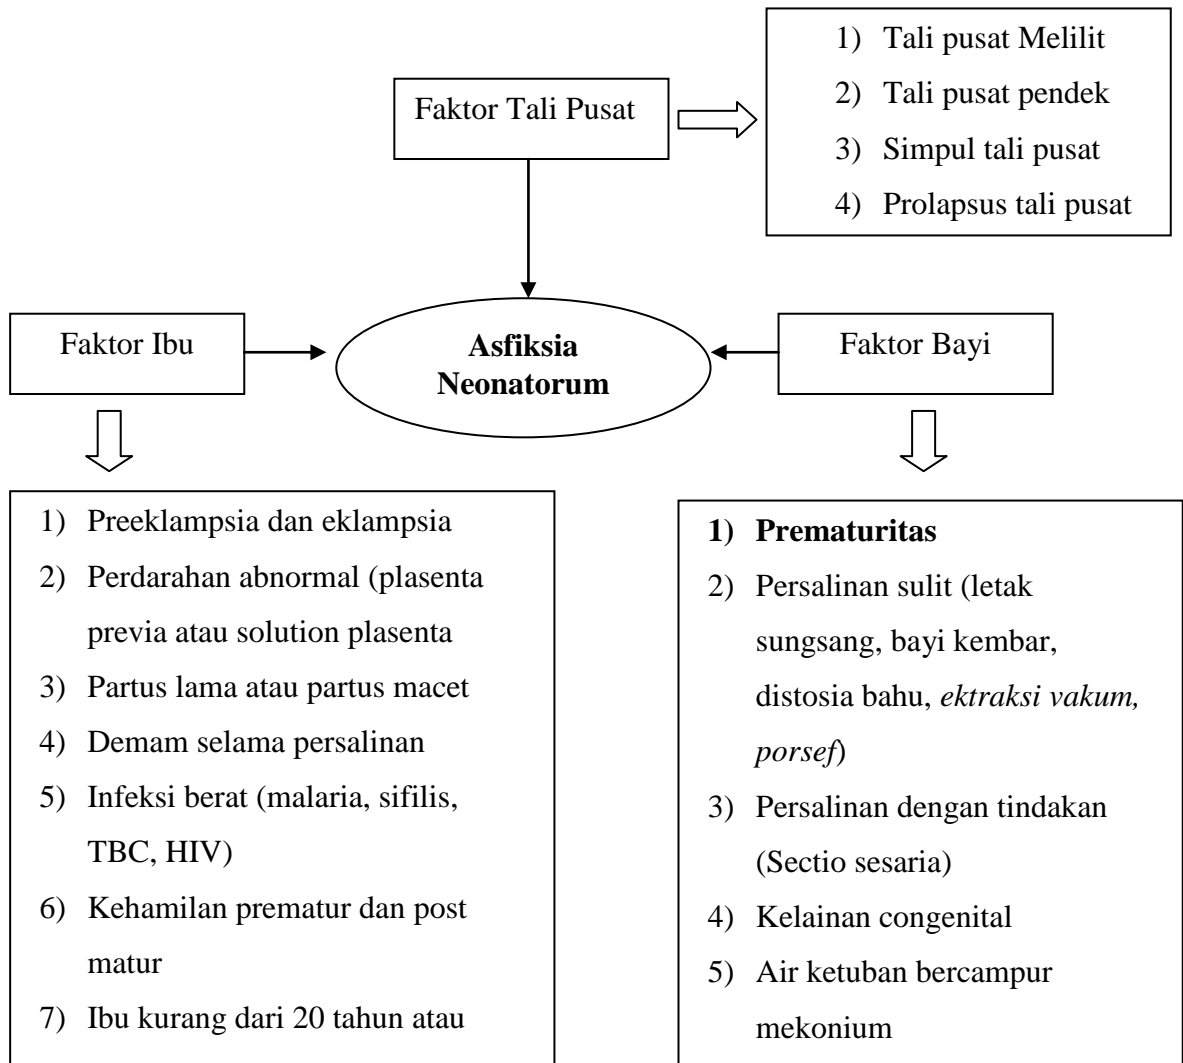 1) Tali pusat Melilit
2) Tali pusat pendek
3) Simpul tali pusat
4) Prolapsus tali pusat
Faktor Tali Pusat
Faktor Ibu
Asfiksia
Neonatorum
Faktor Bayi
1) Preeklampsia dan eklampsia
2) Perdarahan abnormal (plasenta
previa atau solution plasenta
3) Partus lama atau partus macet
4) Demam selama persalinan
5) Infeksi berat (malaria, sifilis,
TBC, HIV)
6) Kehamilan prematur dan post
matur
7) Ibu kurang dari 20 tahun atau
1) Prematuritas
2) Persalinan sulit (letak
sungsang, bayi kembar,
distosia bahu, ektraksi vakum,
porsef)
3) Persalinan dengan tindakan
(Sectio sesaria)
4) Kelainan congenital
5) Air ketuban bercampur
mekonium